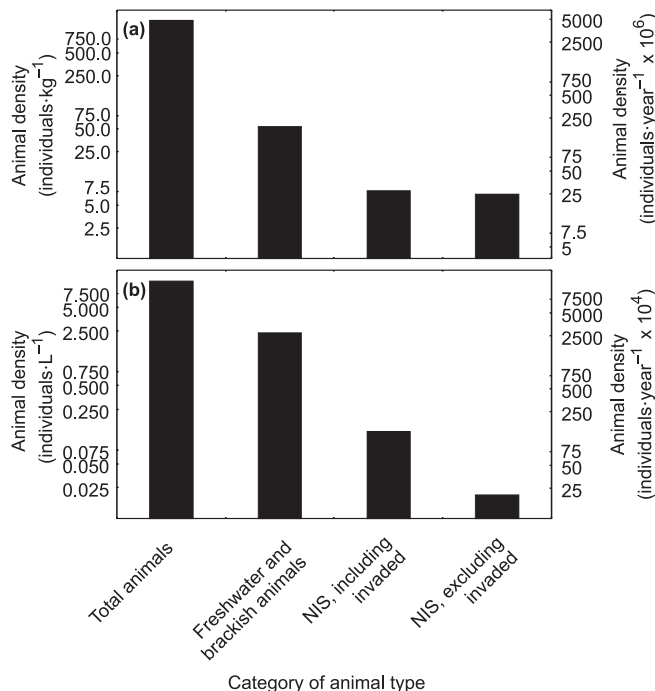 (a)
Animal density
(individuals·kg⁻¹)
750.0
500.0
250.0
75.0
50.0
25.0
7.5
5.0
2.5
5000
2500
750
500
250
75
50
25
7.5
5
Animal density
(individuals·year⁻¹ x 10⁶)
(b)
Animal density
(individuals·L⁻¹)
7.500
5.000
2.500
0.750
0.500
0.250
0.075
0.050
0.025
7500
5000
2500
750
500
250
75
50
25
Animal density
(individuals·year⁻¹ x 10⁴)
Total animals
Freshwater and
brackish animals
NIS, including
invaded
NIS, excluding
invaded
Category of animal type